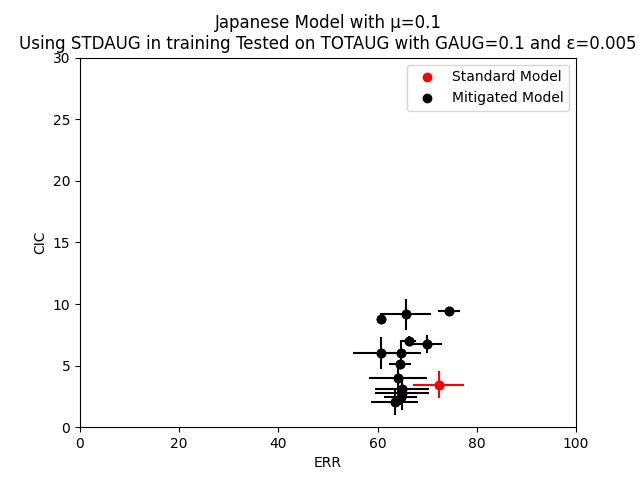 Japanese Model with μ=0.1
Using STDAUG in training Tested on TOTAUG with GAUG=0.1 and ε=0.005
Standard Model
Mitigated Model
30
25
20
15
10
5
0
CIC
0 20 40 60 80 100
ERR